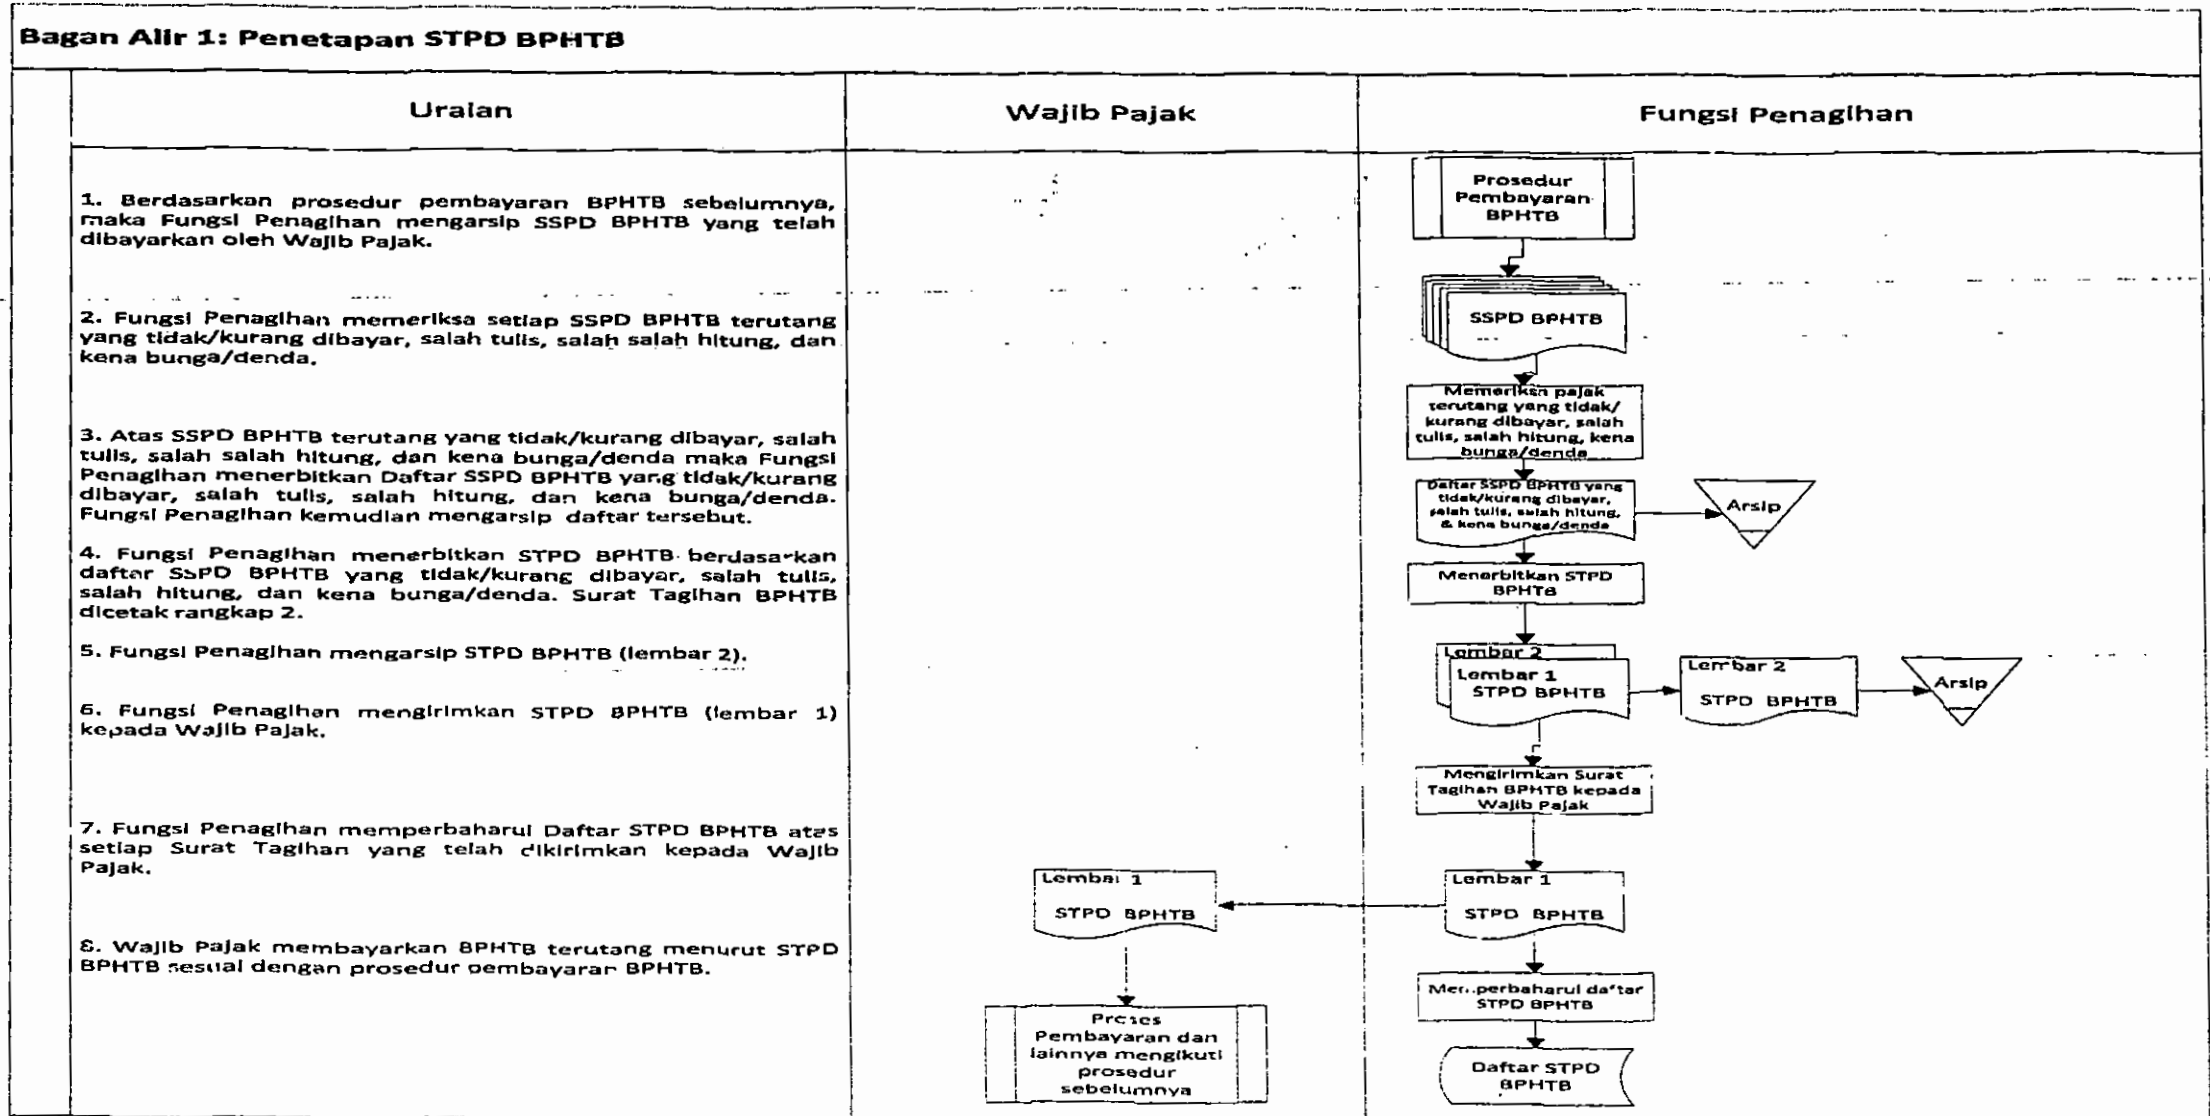 Bagan Alir 1: Penetapan STPD BPHTB
Uraian
Wajib Pajak
Fungsi Penagihan
1. Berdasarkan prosedur pembayaran BPHTB sebelumnya,
maka Fungsi Penagihan mengarsip SSPD BPHTB yang telah
dibayarkan oleh Wajib Pajak.
2. Fungsi Penagihan memeriksa setiap SSPD BPHTB terutang
yang tidak/kurang dibayar, salah tulis, salah salah hitung, dan
kena bunga/denda.
3. Atas SSPD BPHTB terutang yang tidak/kurang dibayar, salah
tulis, salah salah hitung, dan kena bunga/denda maka Fungsi
Penagihan menerbitkan Daftar SSPD BPHTB yang tidak/kurang
dibayar, salah tulis, salah hitung, dan kena bunga/denda.
Fungsi Penagihan kemudian mengarsip daftar tersebut.
4. Fungsi Penagihan menerbitkan STPD BPHTB berdasarkan
daftar SSPD BPHTB yang tidak/kurang dibayar, salah tulis,
salah hitung, dan kena bunga/denda. Surat Tagihan BPHTB
dicetak rangkap 2.
5. Fungsi Penagihan mengarsip STPD BPHTB (lembar 2).
6. Fungsi Penagihan mengirimkan STPD BPHTB (lembar 1)
kepada Wajib Pajak.
7. Fungsi Penagihan memperbaharui Daftar STPD BPHTB atas
setiap Surat Tagihan yang telah dikirimkan kepada Wajib
Pajak.
8. Wajib Pajak membayarkan BPHTB terutang menurut STPD
BPHTB sesuai dengan prosedur pembayaran BPHTB.
Prosedur
Pembayaran
BPHTB
SSPD BPHTB
Memeriksa pajak
terutang yang tidak/
kurang dibayar, salah
tulis, salah hitung, kena
bunga/denda
Daftar SSPD BPHTB yang
tidak/kurang dibayar,
salah tulis, salah hitung,
& kena bunga/denda
Arsip
Menerbitkan STPD
BPHTB
Lembar 2
Lembar 1
STPD BPHTB
Lembar 2
STPD BPHTB
Arsip
Mengirimkan Surat
Tagihan BPHTB kepada
Wajib Pajak
Lembar 1
STPD BPHTB
Lembar 1
STPD BPHTB
Memperbaharui daftar
STPD BPHTB
Daftar STPD
BPHTB
Proses
Pembayaran dan
lainnya mengikuti
prosedur
sebelumnya